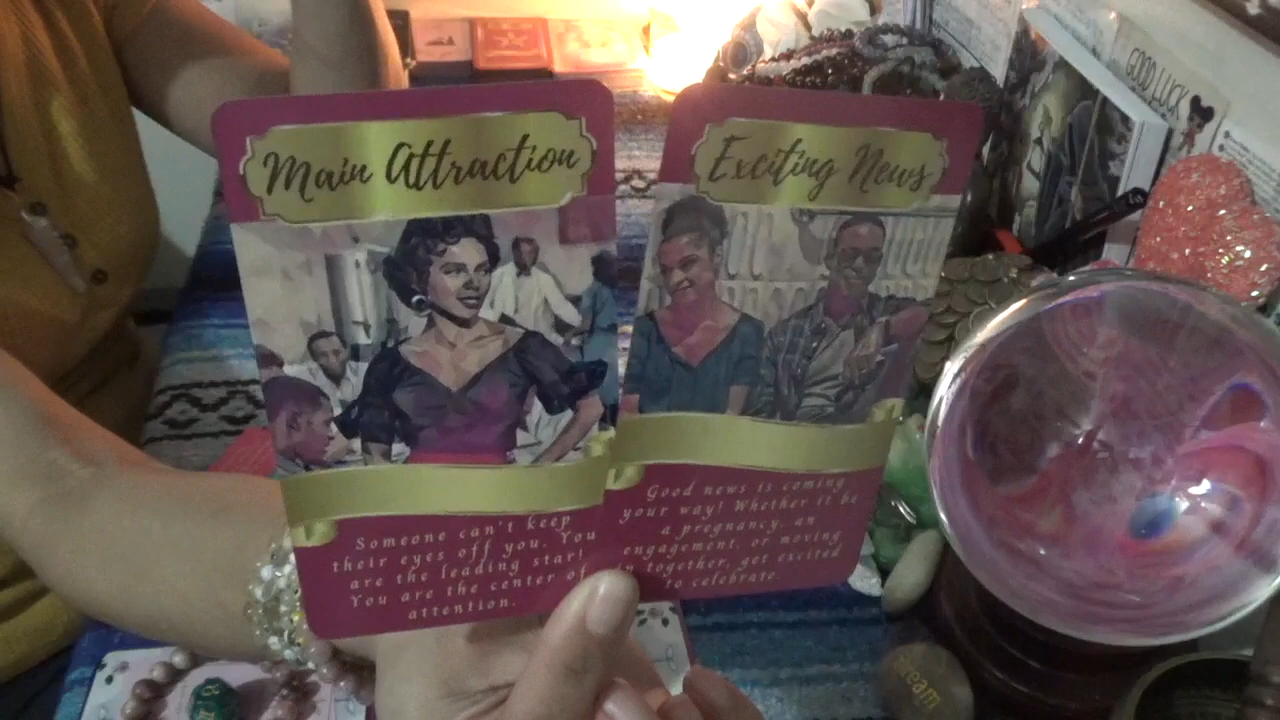 Main Attraction
Someone can't keep
their eyes off you. You
are the leading star!
You are the center of
attention.
Exciting News
Good news is coming
your way! Whether it be
a pregnancy, an
engagement, or moving
in together, get excited
to celebrate.
GOOD LUCK
dream